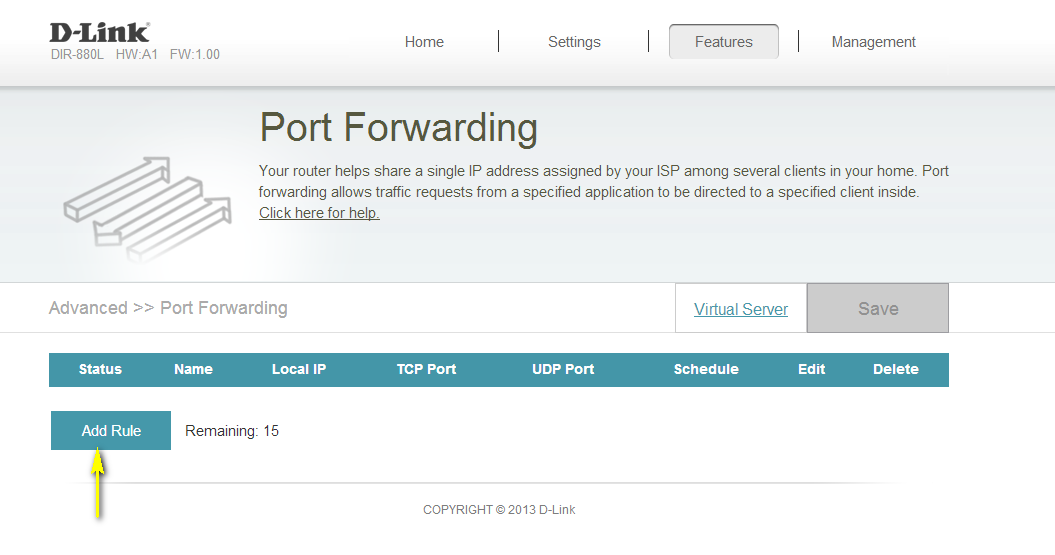 D-Link
DIR-880L HW:A1 FW:1.00
Home
Settings
Features
Management
Port Forwarding
Your router helps share a single IP address assigned by your ISP among several clients in your home. Port
forwarding allows traffic requests from a specified application to be directed to a specified client inside.
Click here for help.
Advanced >> Port Forwarding
Virtual Server
Save
Status Name Local IP TCP Port UDP Port Schedule Edit Delete
Add Rule
Remaining: 15
COPYRIGHT © 2013 D-Link